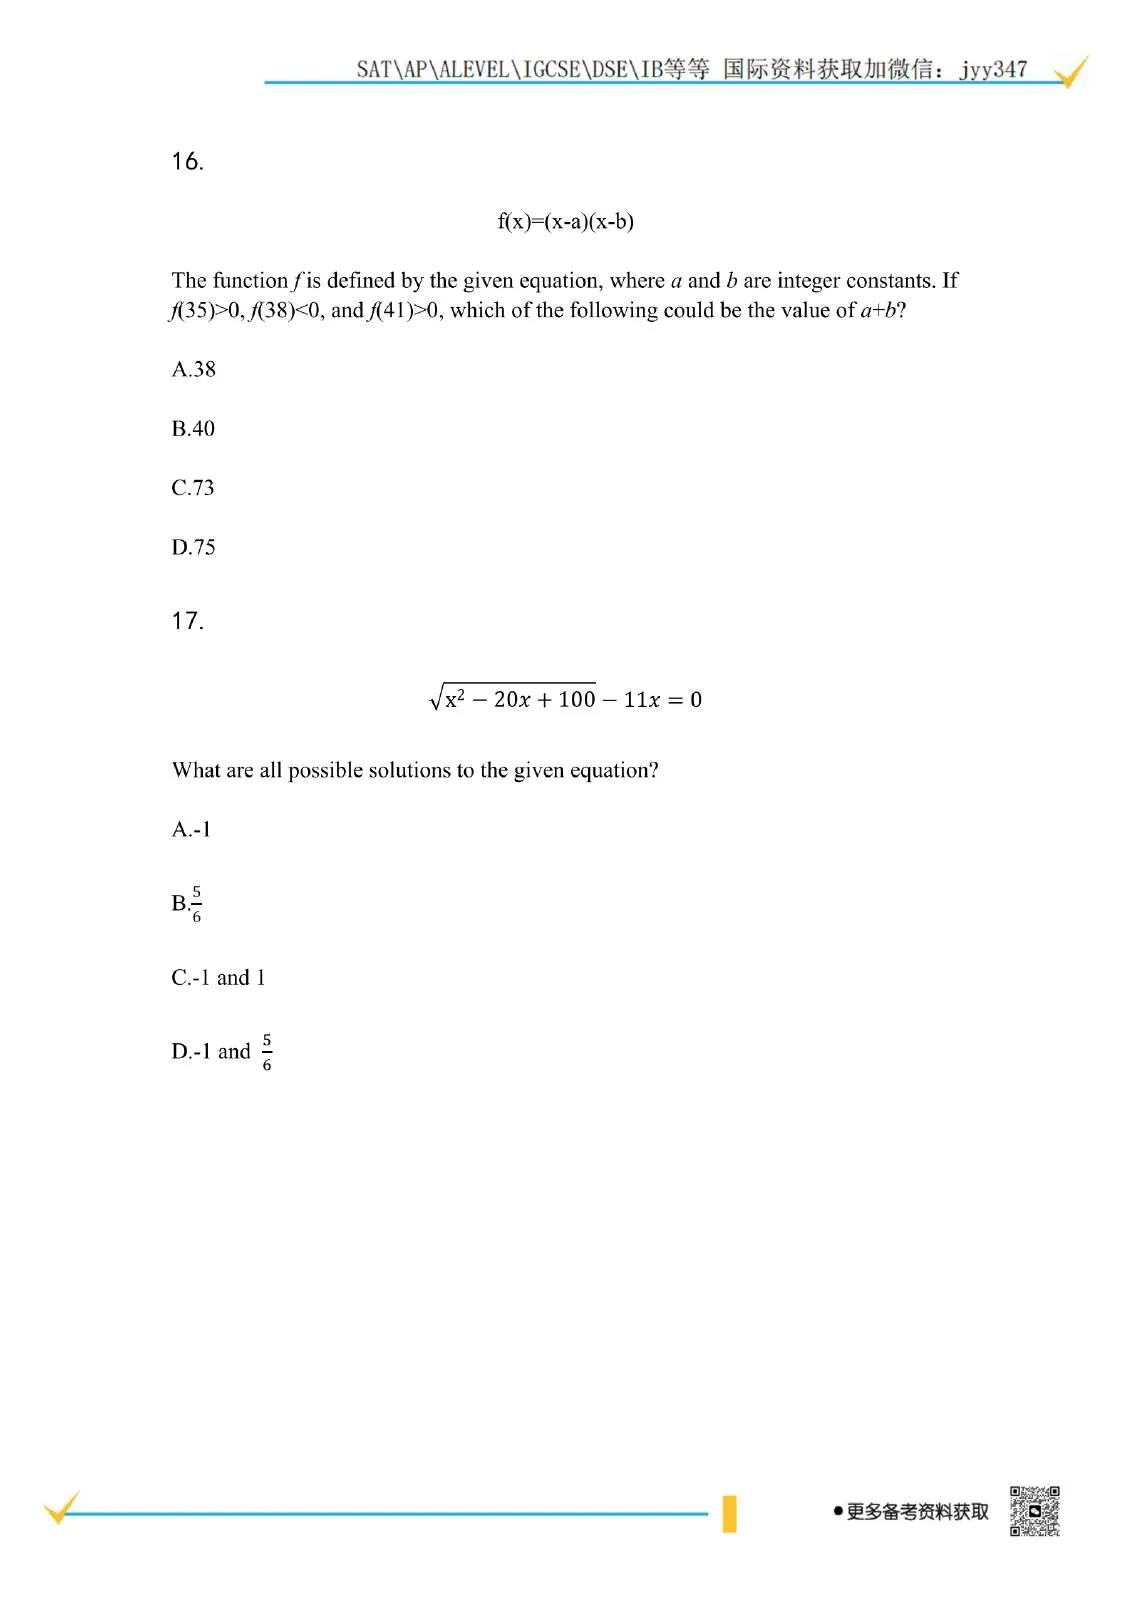 SAT\AP\ALEVEL\IGCSE\DSE\IB等等 国际资料获取加微信：jyy347
16.
f(x)=(x-a)(x-b)
The function f is defined by the given equation, where a and b are integer constants. If
f(35)>0, f(38)<0, and f(41)>0, which of the following could be the value of a+b?
A.38
B.40
C.73
D.75
17.
√(x² − 20x + 100) − 11x = 0
What are all possible solutions to the given equation?
A.-1
B.5/6
C.-1 and 1
D.-1 and 5/6
●更多备考资料获取